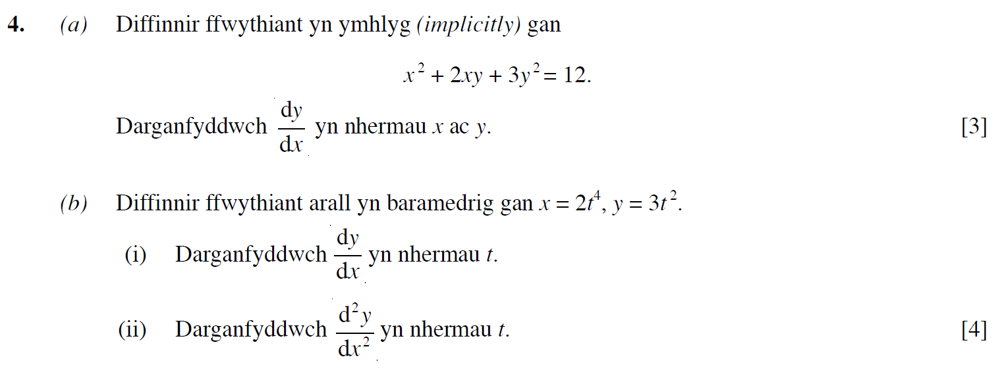 4. (a) Diffinnir ffwythiant yn ymhlyg (implicitly) gan
x² + 2xy + 3y² = 12.
Darganfyddwch dy/dx yn nhermau x ac y. [3]
(b) Diffinnir ffwythiant arall yn baramedrig gan x = 2t⁴, y = 3t².
(i) Darganfyddwch dy/dx yn nhermau t.
(ii) Darganfyddwch d²y/dx² yn nhermau t. [4]